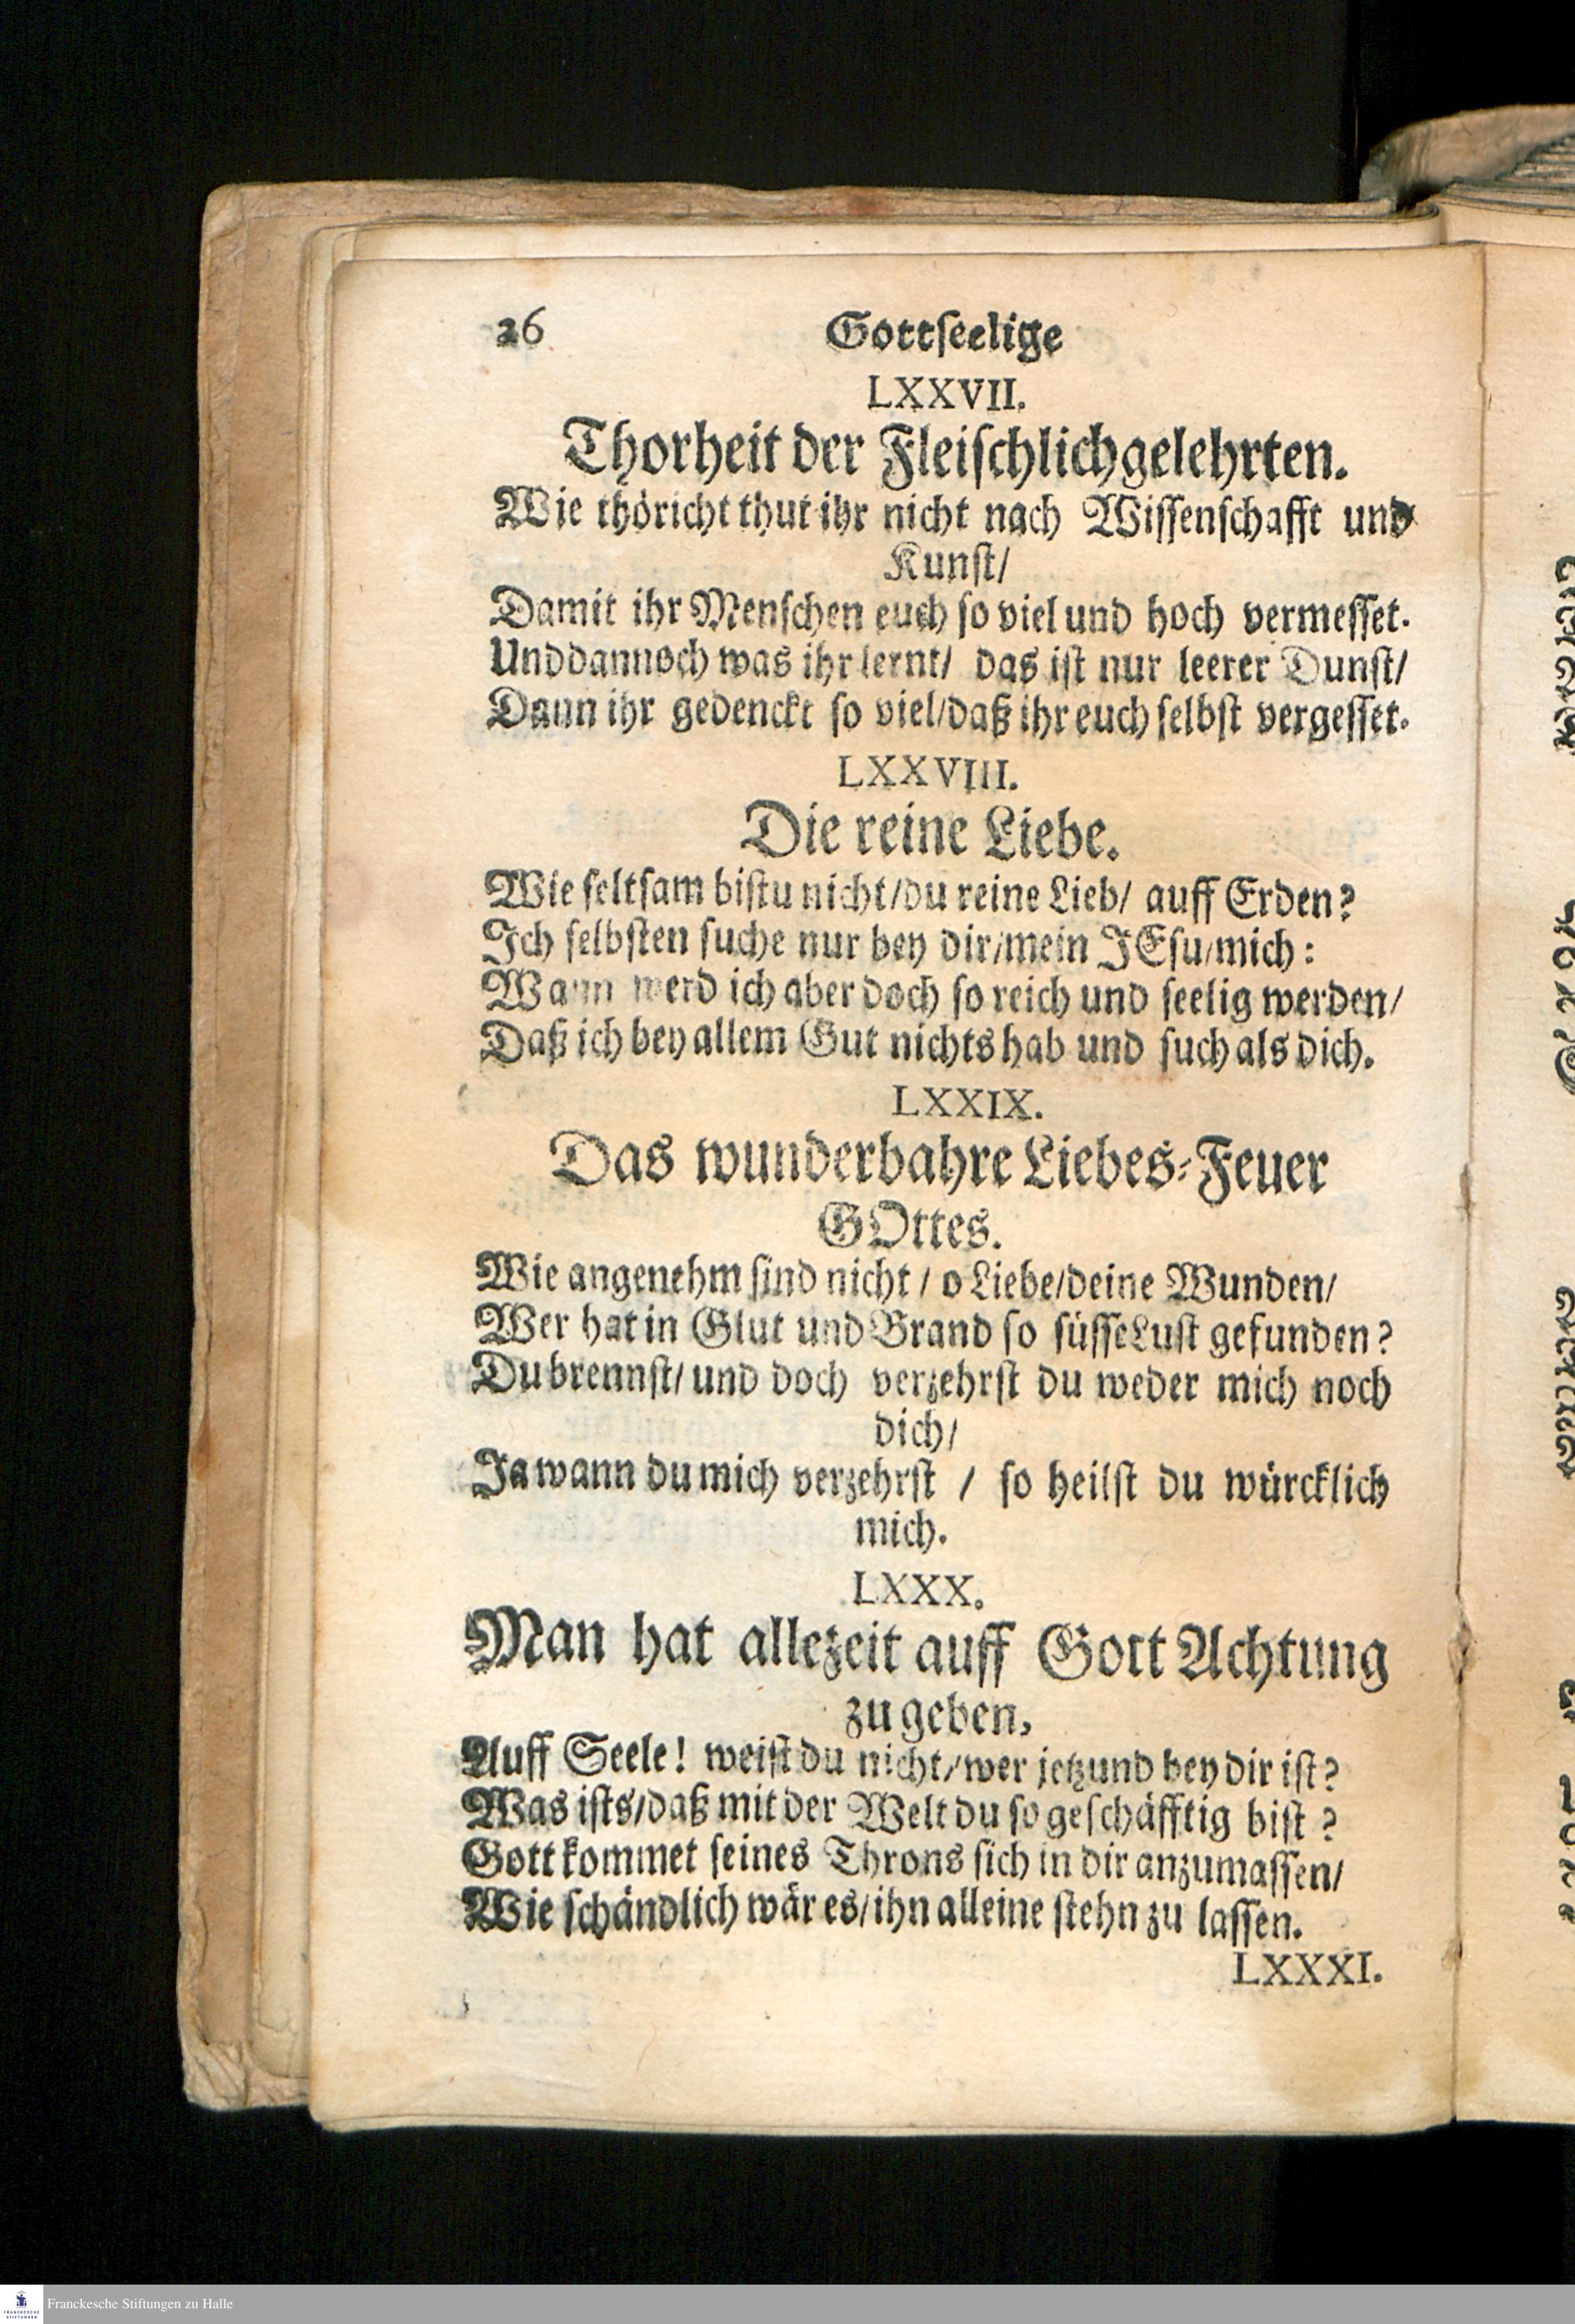 26 Gottſeelige
LXXVII.
Thorheit der Fleiſchlichgelehrten.
Wie thöricht thut ihr nicht nach Wiſſenſchafft und
Kunſt/
Damit ihr Menſchen euch ſo viel und hoch vermeſſet.
Und dannoch was ihr lernt/ das iſt nur leerer Dunſt/
Dann ihr gedenckt ſo viel/daß ihr euch ſelbſt vergeſſet.
LXXVIII.
Die reine Liebe.
Wie ſeltſam biſtu nicht/du reine Lieb/ auff Erden?
Ich ſelbſten ſuche nur bey dir/mein JEſu/mich:
Wann werd ich aber doch ſo reich und ſeelig werden/
Daß ich bey allem Gut nichts hab und ſuch als dich.
LXXIX.
Das wunderbahre Liebes-Feuer
GOttes.
Wie angenehm ſind nicht / o Liebe/deine Wunden/
Wer hat in Glut und Brand ſo ſüſſe Luſt gefunden?
Du brennſt/ und doch verzehrſt du weder mich noch
dich/
Ja wann du mich verzehrſt / ſo heilſt du würcklich
mich.
LXXX.
Man hat allezeit auff Gott Achtung
zu geben,
Auff Seele! weiſt du nicht/wer jetzund bey dir iſt?
Was iſts/daß mit der Welt du ſo geſchäfftig biſt ?
Gott kommet ſeines Throns ſich in dir anzumaſſen/
Wie ſchändlich wär es/ihn alleine ſtehn zu laſſen.
LXXXI.
Franckesche Stiftungen zu Halle